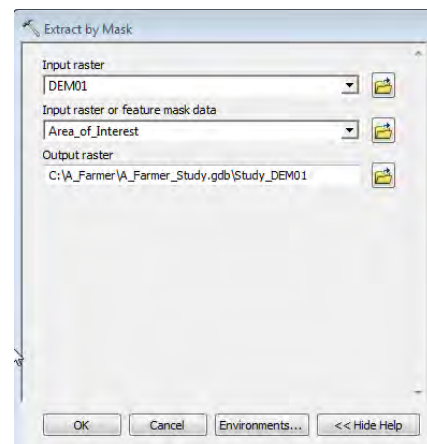 Extract by Mask
Input raster
DEM01
Input raster or feature mask data
Area_of_Interest
Output raster
C:\A_Farmer\A_Farmer_Study.gdb\Study_DEM01
OK Cancel Environments... << Hide Help